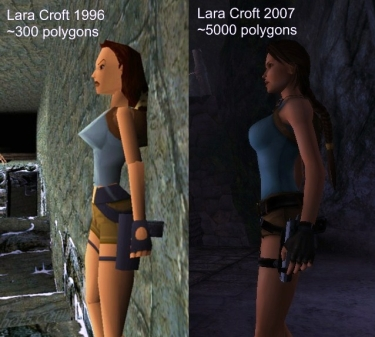 Lara Croft 1996
~300 polygons
Lara Croft 2007
~5000 polygons